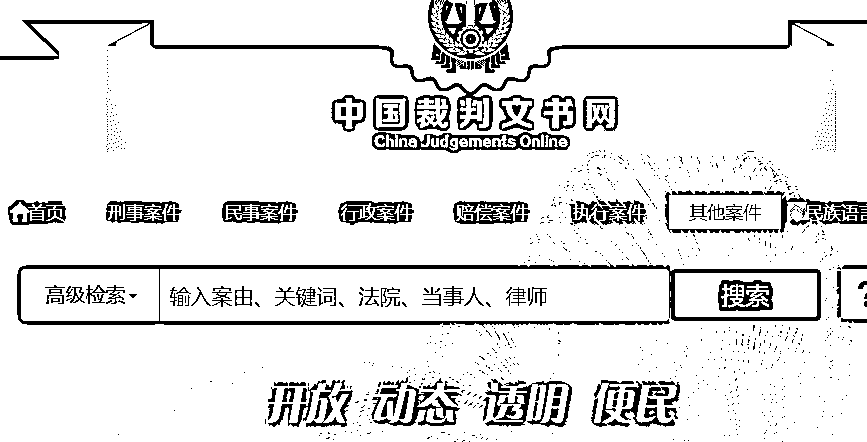 中国裁判文书网
China Judgements Online
首页 刑事案件 民事案件 行政案件 赔偿案件 执行案件 其他案件 民族语言
高级检索 输入案由、关键词、法院、当事人、律师 搜索 ?
开放 动态 透明 便民